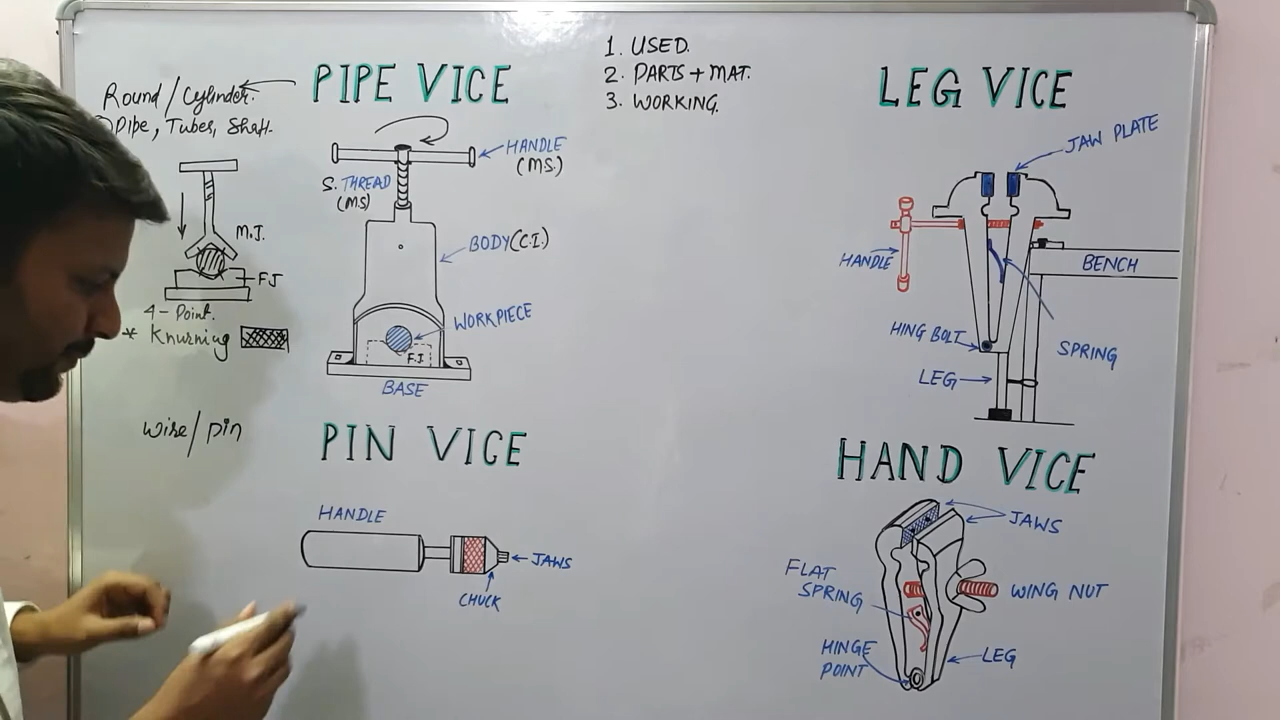 1. USED.
2. PARTS + MAT.
3. WORKING.
Round/Cylinder.
Pipe, Tubes, Shaft.
M.J.
FJ
4-Point.
* Knurning
PIPE VICE
HANDLE
(MS.)
S. THREAD
(MS)
BODY (C.I.)
WORKPIECE
F.J.
BASE
LEG VICE
JAW PLATE
HANDLE
BENCH
HING BOLT
SPRING
LEG
wire/pin
PIN VICE
HANDLE
JAWS
CHUCK
HAND VICE
JAWS
FLAT
SPRING
WING NUT
HINGE
POINT
LEG